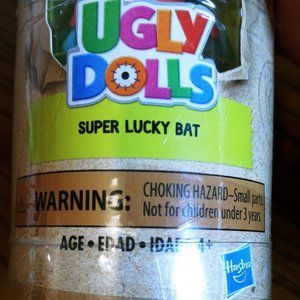 UGLY
DOLLS
SUPER LUCKY BAT
WARNING: CHOKING HAZARD—Small parts.
Not for children under 3 years.
AGE • EDAD • IDADE 4+
Hasbro